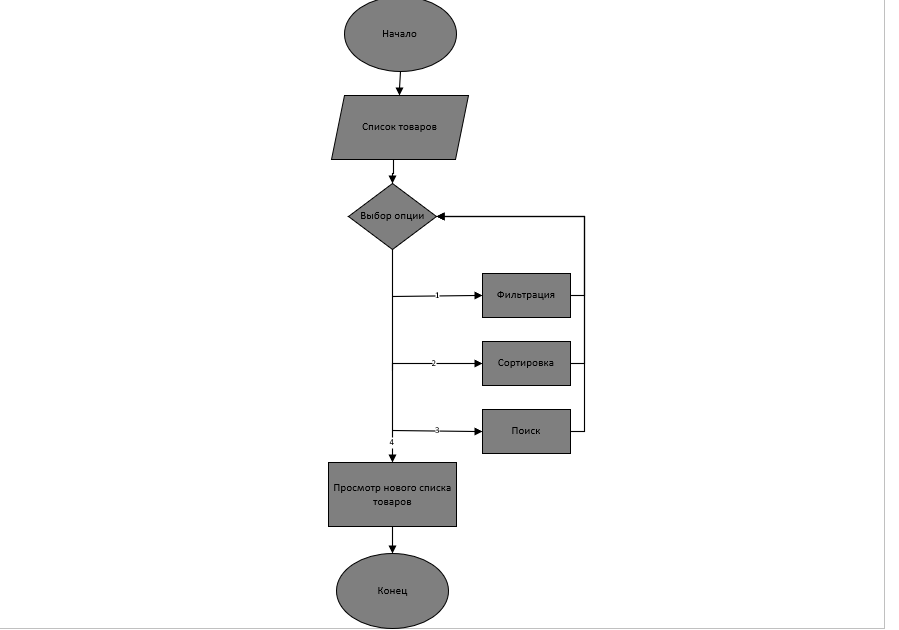 Начало
Список товаров
Выбор опции
1
Фильтрация
2
Сортировка
3
Поиск
4
Просмотр нового списка
товаров
Конец